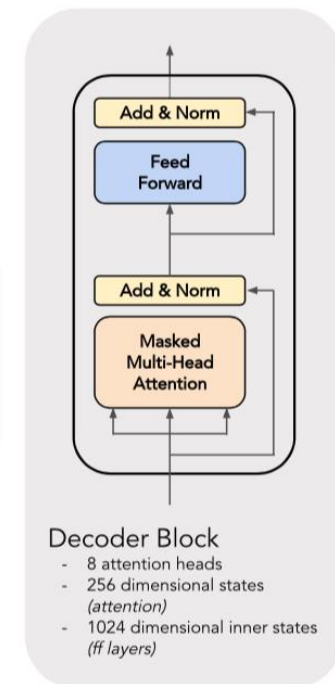 Add & Norm
Feed
Forward
Add & Norm
Masked
Multi-Head
Attention
Decoder Block
- 8 attention heads
- 256 dimensional states
(attention)
- 1024 dimensional inner states
(ff layers)